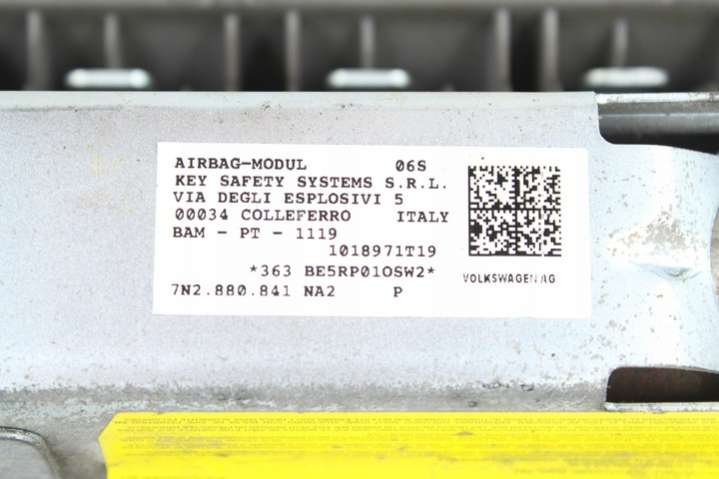 AIRBAG-MODUL 06S
KEY SAFETY SYSTEMS S.R.L.
VIA DEGLI ESPLOSIVI 5
00034 COLLEFERRO ITALY
BAM - PT - 1119
1018971T19
*363 BE5RP01OSW2*
VOLKSWAGEN AG
7N2.880.841 NA2 P